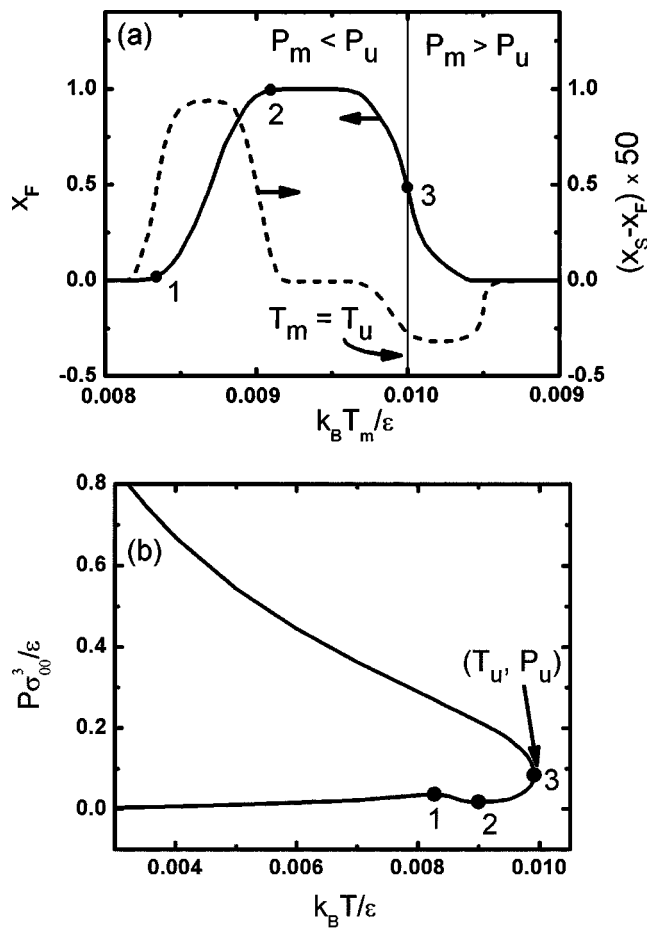 (a)
P_m < P_u
P_m > P_u
1.0
0.5
0.0
-0.5
x_F
1.0
0.5
0.0
-0.5
(x_S-x_F) × 50
1
2
3
T_m = T_u
0.008
0.009
0.010
0.009
k_B T_m/ε
(b)
0.8
0.6
0.4
0.2
0.0
Pσ_00^3/ε
(T_u, P_u)
1
2
3
0.004
0.006
0.008
0.010
k_B T/ε